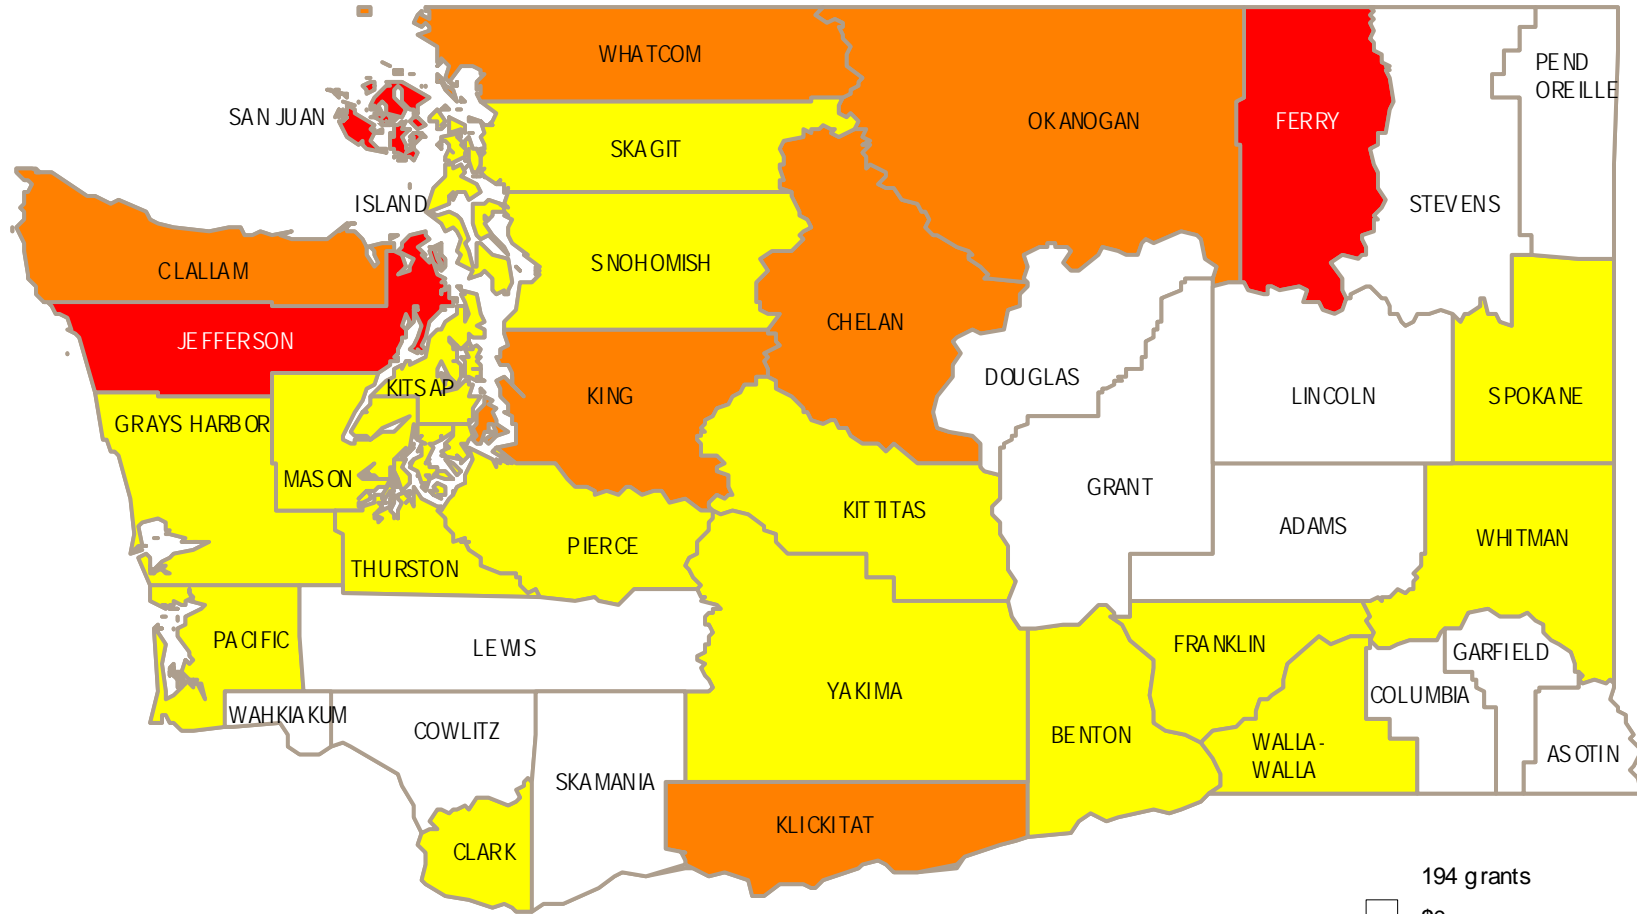 WHATCOM
PEND
OREILLE
SAN JUAN
OKANOGAN
FERRY
SKAGIT
ISLAND
STEVENS
CLALLAM
SNOHOMISH
CHELAN
JEFFERSON
DOUGLAS
KITSAP
KING
LINCOLN
SPOKANE
GRAYS HARBOR
MASON
GRANT
KITTITAS
ADAMS
WHITMAN
PIERCE
THURSTON
PACIFIC
LEWIS
FRANKLIN
GARFIELD
YAKIMA
COLUMBIA
WAHKIAKUM
COWLITZ
BENTON
WALLA-
WALLA
ASOTIN
SKAMANIA
KLICKITAT
CLARK
194 grants